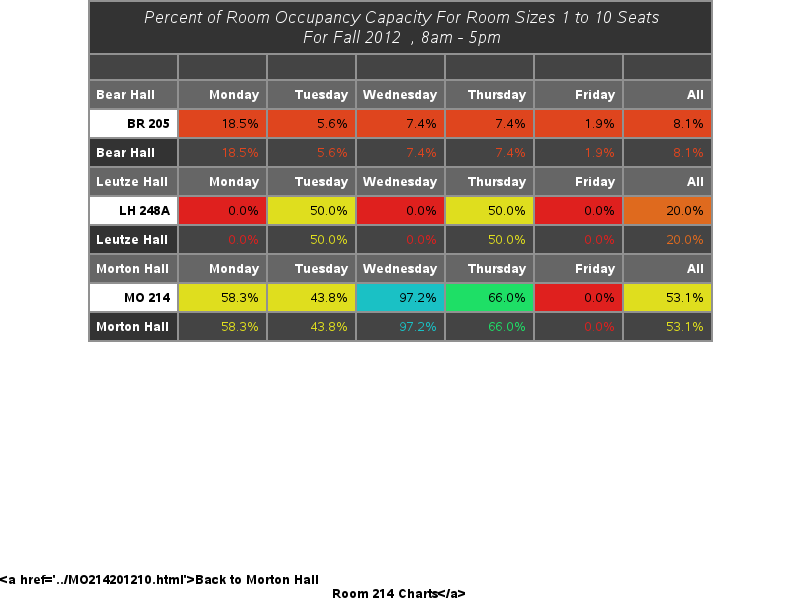 Percent of Room Occupancy Capacity For Room Sizes 1 to 10 Seats
For Fall 2012 , 8am - 5pm
Bear Hall Monday Tuesday Wednesday Thursday Friday All
BR 205 18.5% 5.6% 7.4% 7.4% 1.9% 8.1%
Bear Hall 18.5% 5.6% 7.4% 7.4% 1.9% 8.1%
Leutze Hall Monday Tuesday Wednesday Thursday Friday All
LH 248A 0.0% 50.0% 0.0% 50.0% 0.0% 20.0%
Leutze Hall 0.0% 50.0% 0.0% 50.0% 0.0% 20.0%
Morton Hall Monday Tuesday Wednesday Thursday Friday All
MO 214 58.3% 43.8% 97.2% 66.0% 0.0% 53.1%
Morton Hall 58.3% 43.8% 97.2% 66.0% 0.0% 53.1%
<a href='../MO214201210.html'>Back to Morton Hall
Room 214 Charts</a>